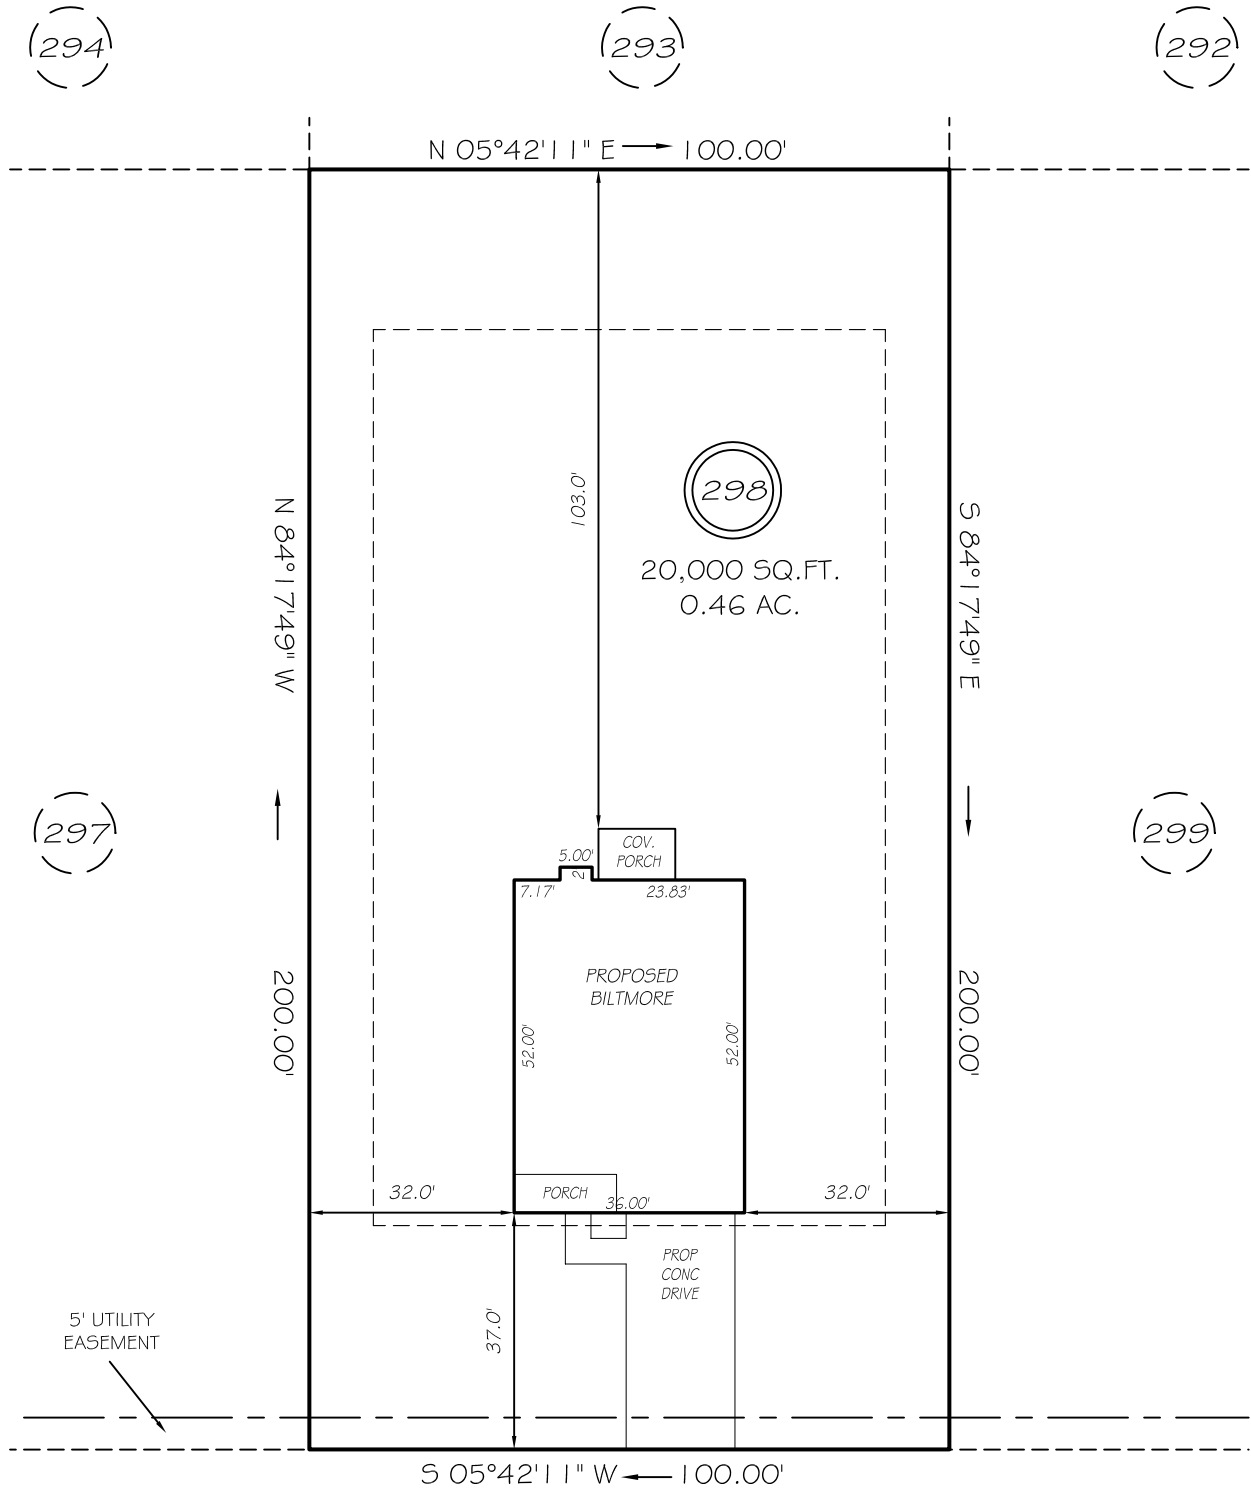 294
293
292
N 05°42'11" E 100.00'
103.0'
298
20,000 SQ.FT.
0.46 AC.
N 84°17'49" W
200.00'
S 84°17'49" E
200.00'
297
299
COV.
PORCH
5.00'
2'
7.17'
23.83'
PROPOSED
BILTMORE
52.00'
52.00'
PORCH
36.00'
32.0'
32.0'
PROP
CONC
DRIVE
37.0'
5' UTILITY
EASEMENT
S 05°42'11" W 100.00'